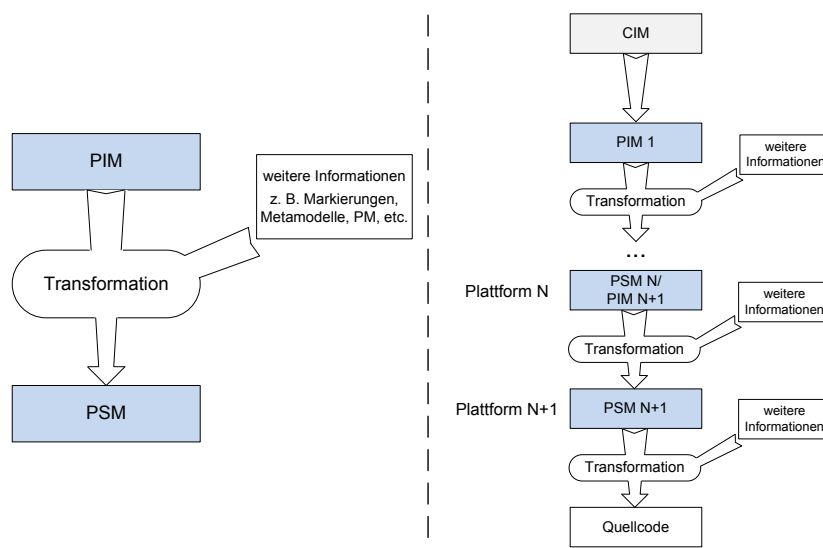 PIM
weitere Informationen
z. B. Markierungen,
Metamodelle, PM, etc.
Transformation
PSM
CIM
PIM 1
weitere
Informationen
Transformation
...
Plattform N
PSM N/
PIM N+1
weitere
Informationen
Transformation
Plattform N+1
PSM N+1
weitere
Informationen
Transformation
Quellcode